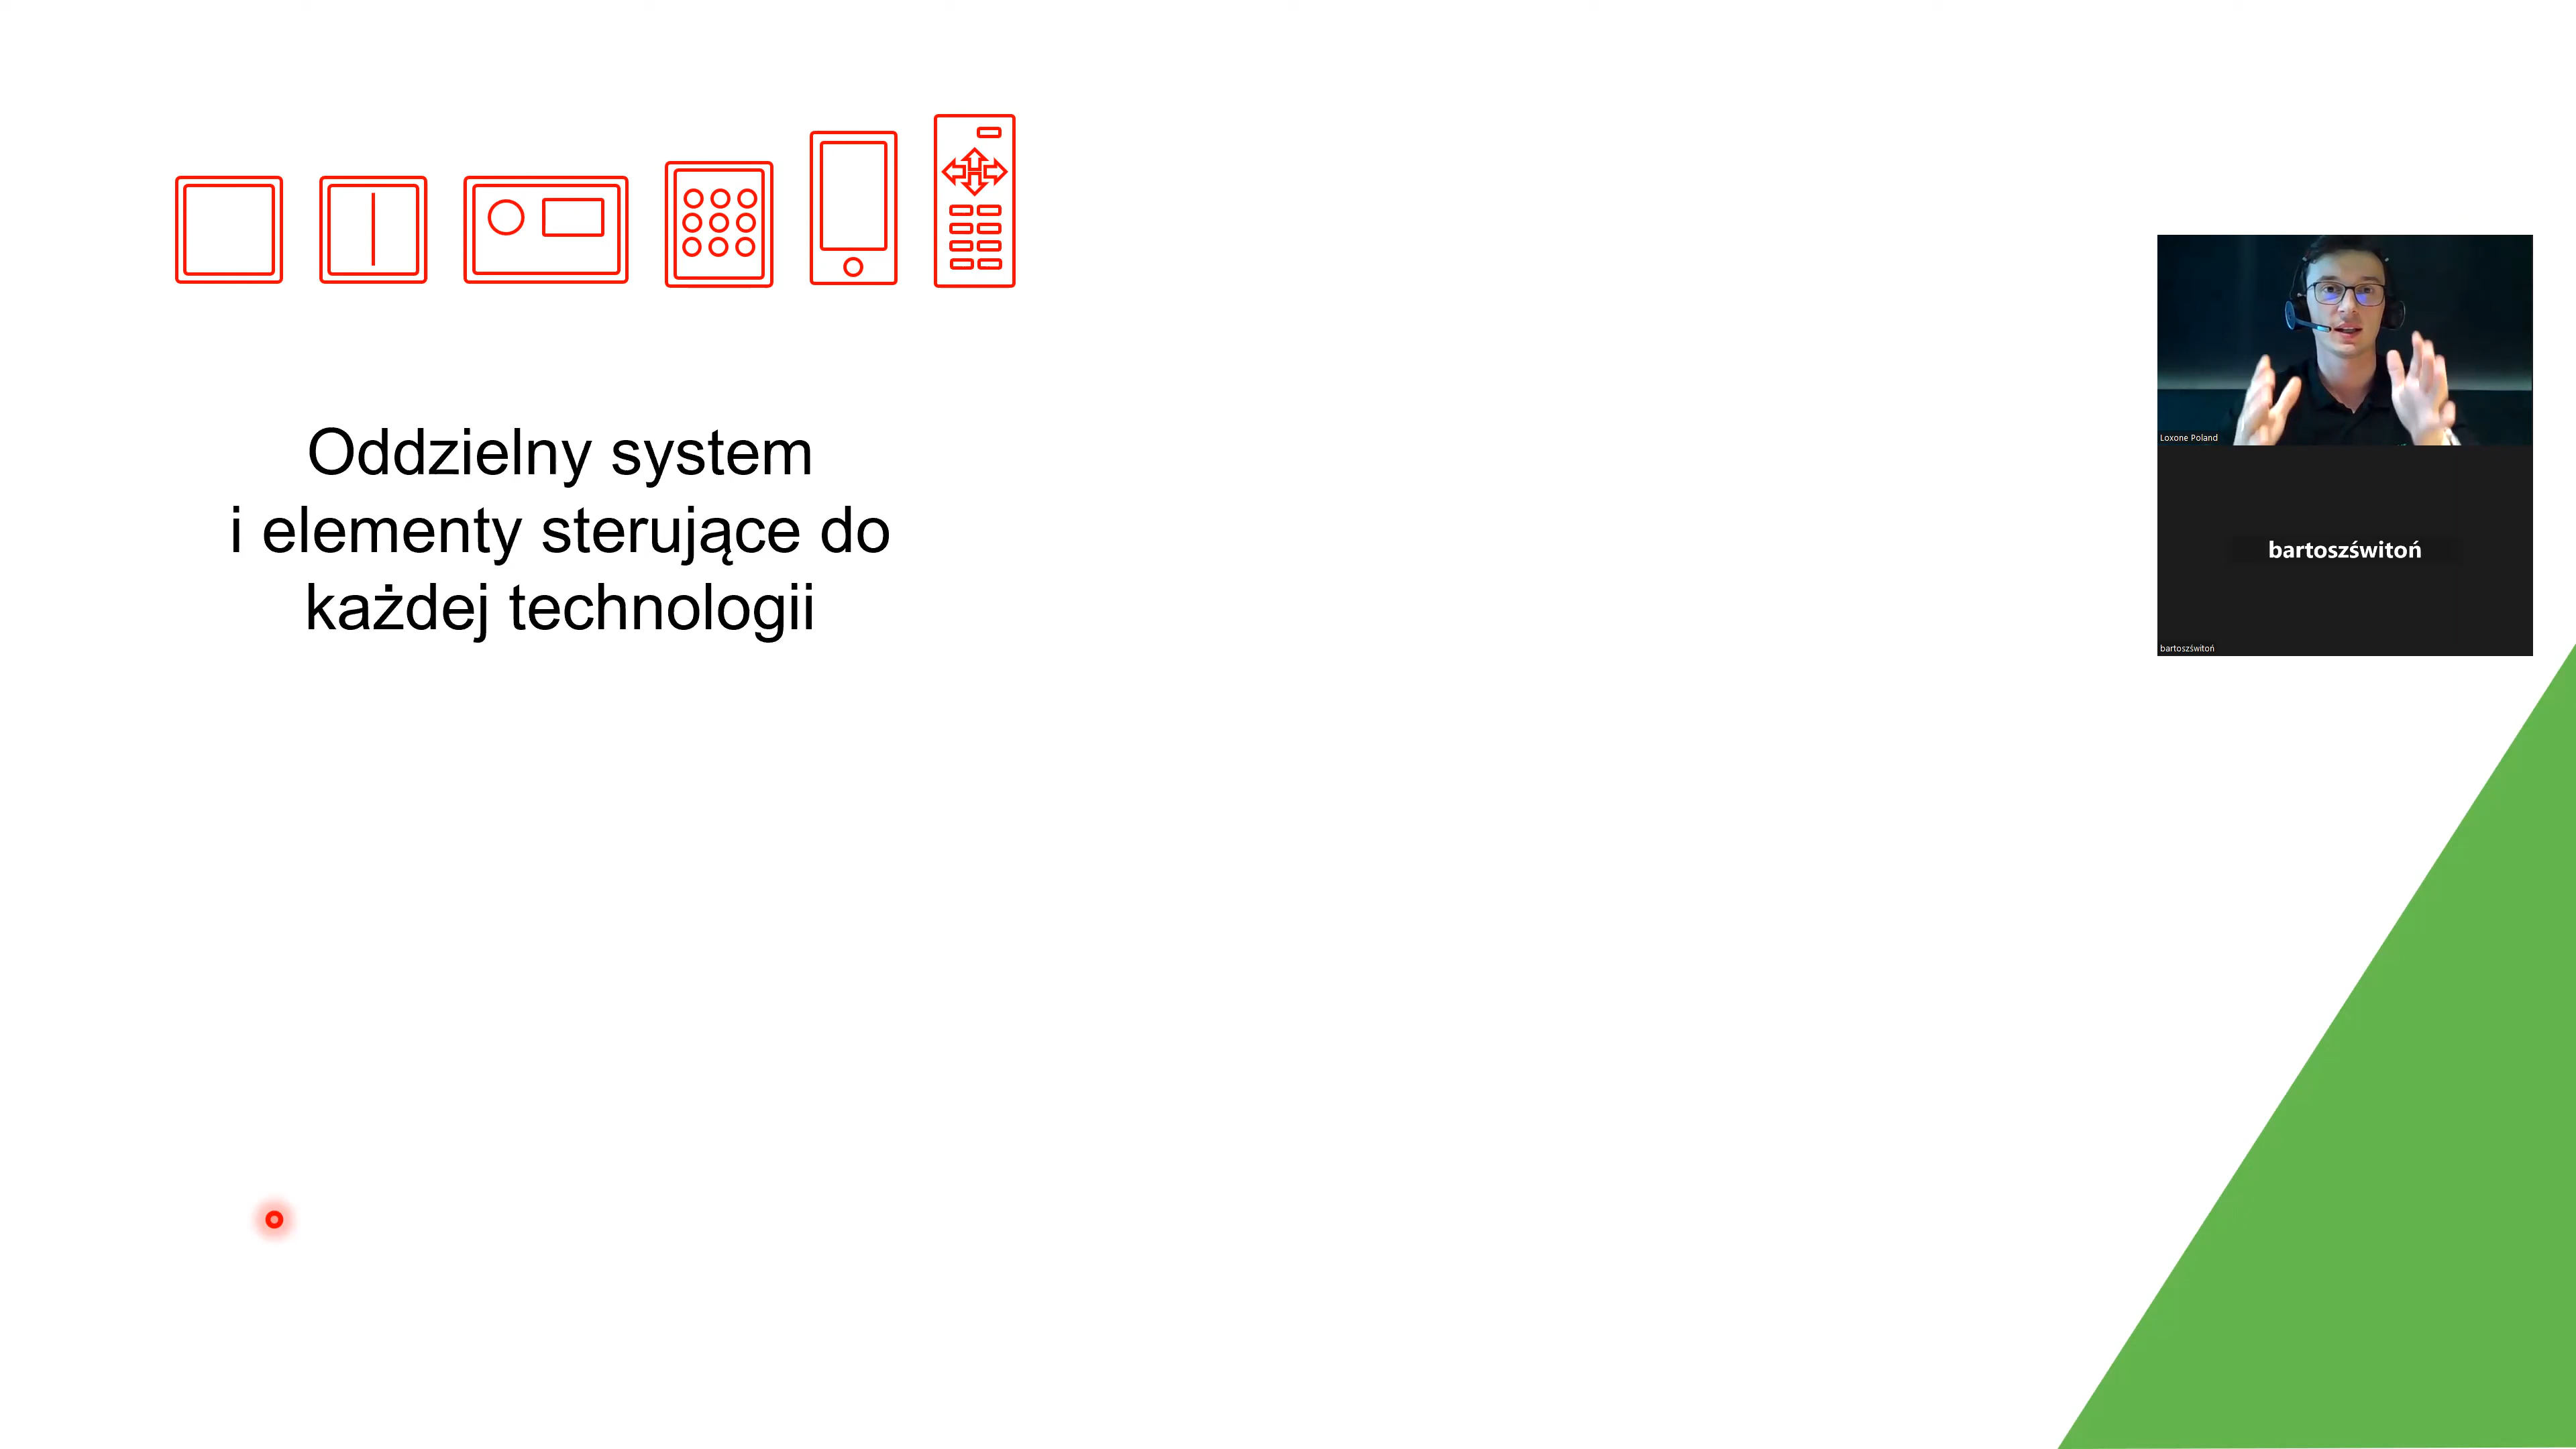 Oddzielny system
i elementy sterujące do
każdej technologii
Loxone Poland
bartoszświtoń
bartoszświtoń